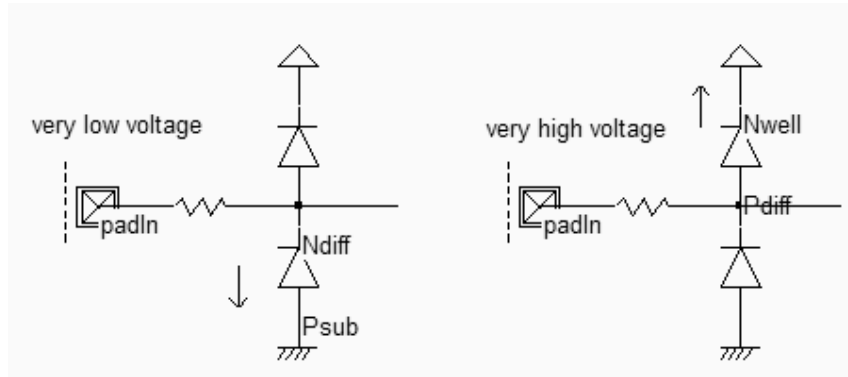 very low voltage
padIn
Ndiff
Psub
very high voltage
Nwell
Pdiff
padIn